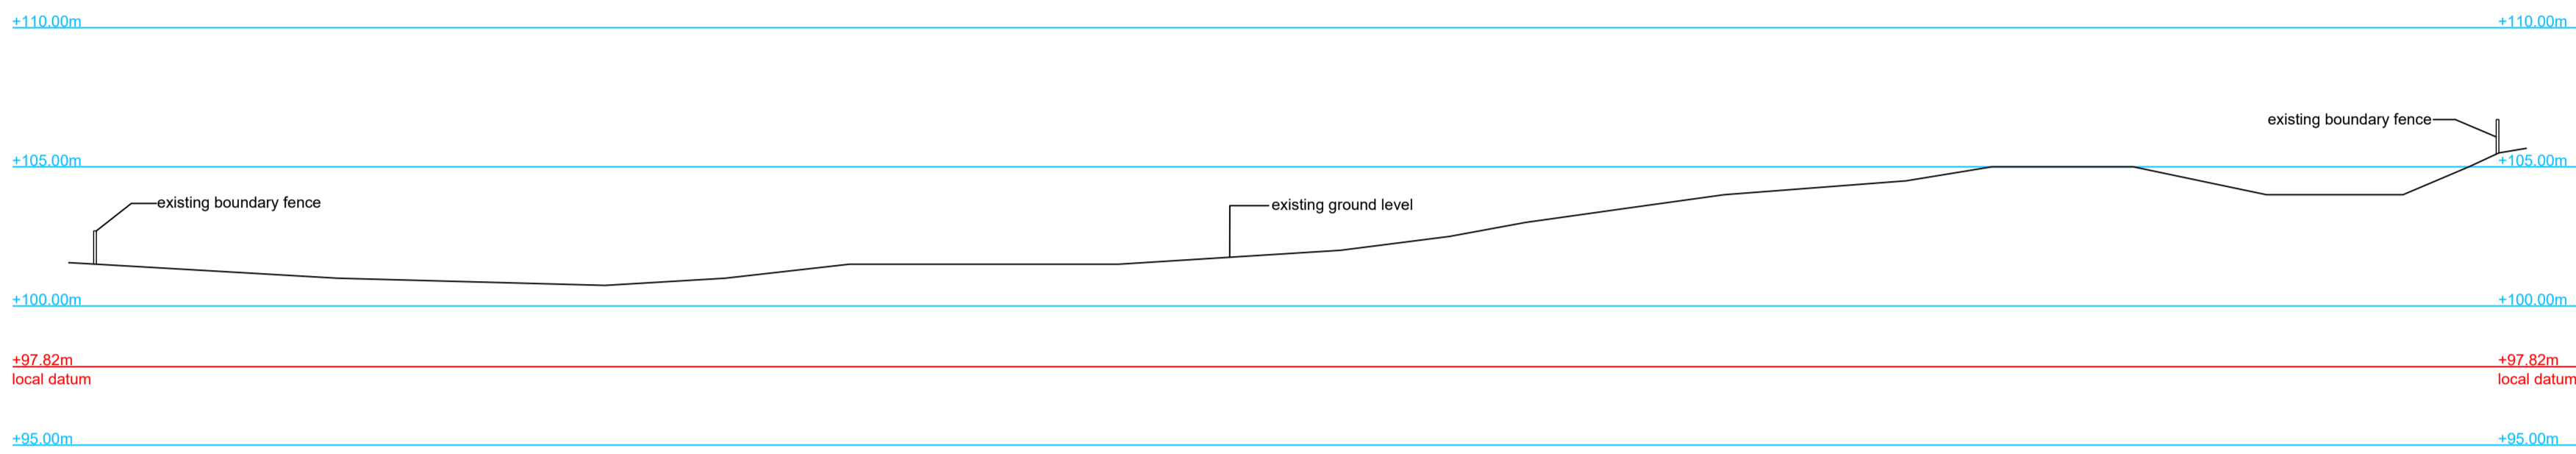 +110.00m
+110.00m
existing boundary fence
+105.00m
+105.00m
existing boundary fence
existing ground level
+100.00m
+100.00m
+97.82m
+97.82m
local datum
local datum
+95.00m
+95.00m